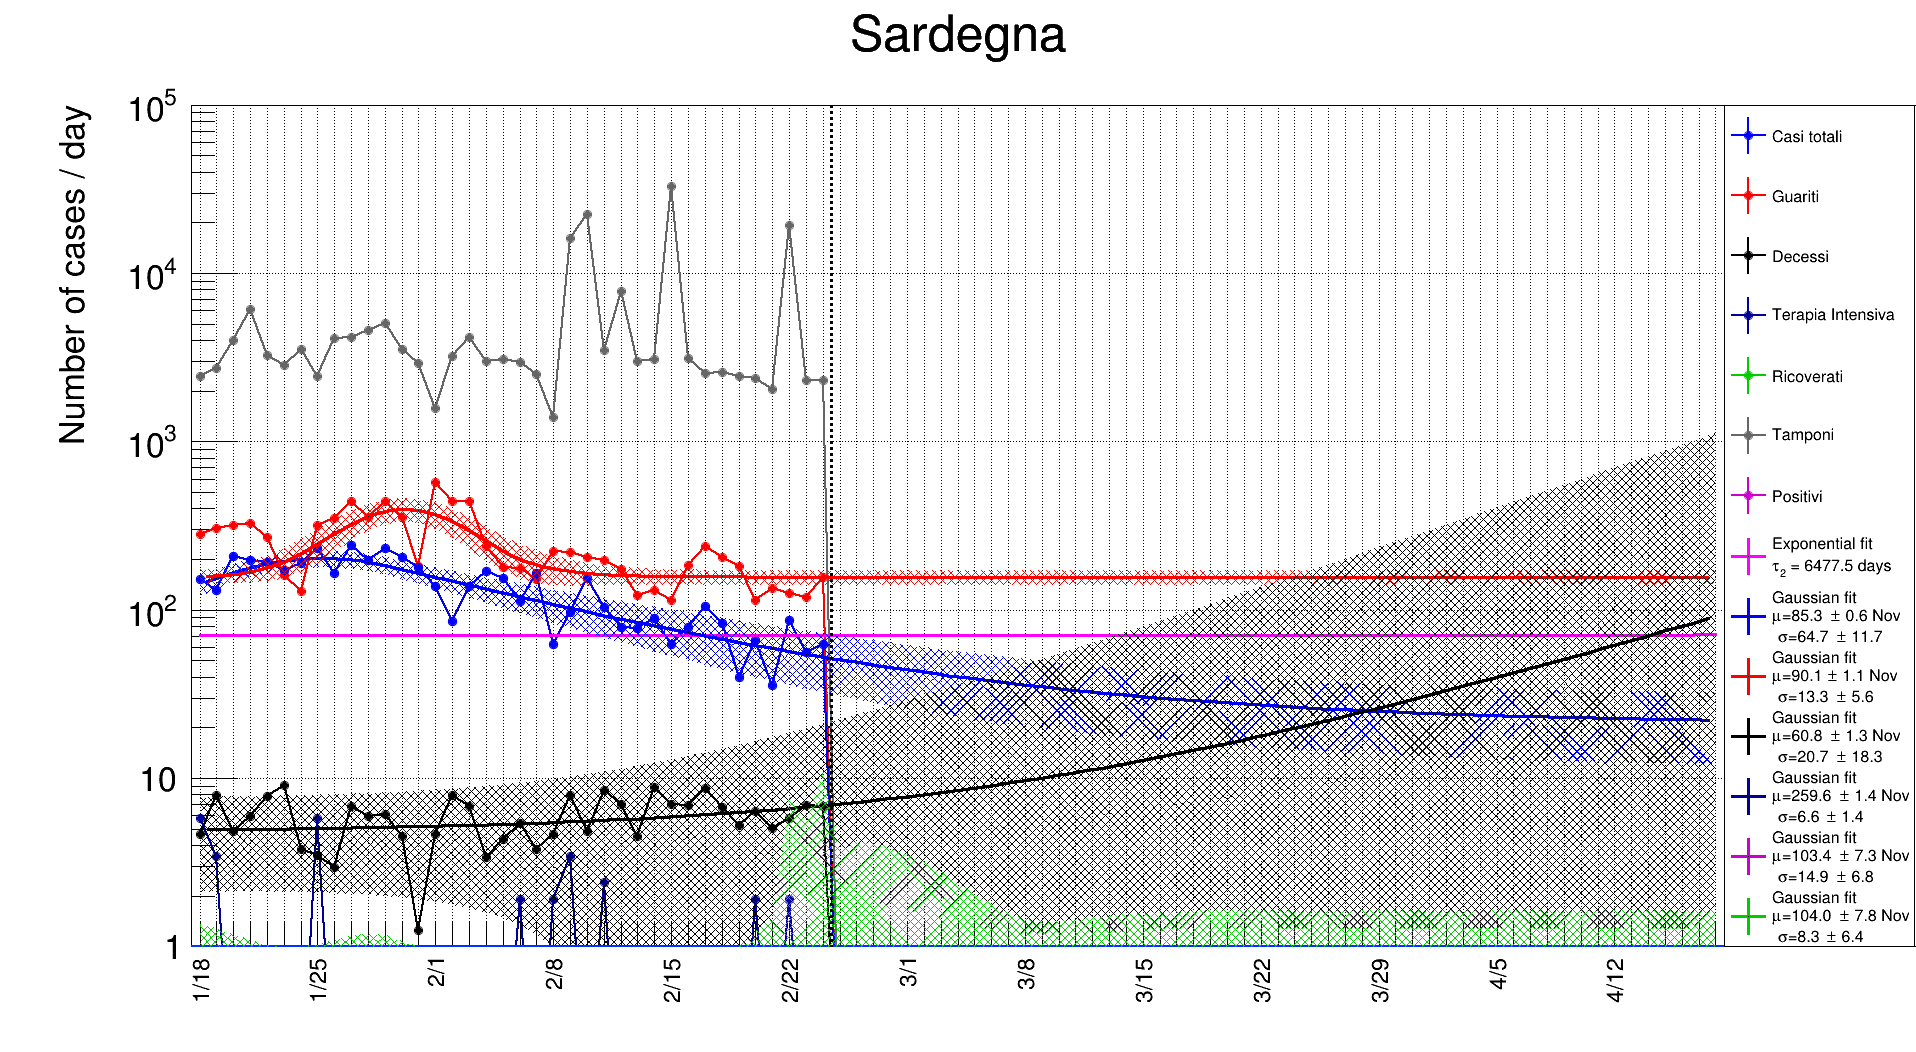 Sardegna
Number of cases / day
10^5
10^4
10^3
10^2
10
1
1/18
1/25
2/1
2/8
2/15
2/22
3/1
3/8
3/15
3/22
3/29
4/5
4/12
Casi totali
Guariti
Decessi
Terapia Intensiva
Ricoverati
Tamponi
Positivi
Exponential fit
τ₂ = 6477.5 days
Gaussian fit
μ=85.3 ± 0.6 Nov
σ=64.7 ± 11.7
Gaussian fit
μ=90.1 ± 1.1 Nov
σ=13.3 ± 5.6
Gaussian fit
μ=60.8 ± 1.3 Nov
σ=20.7 ± 18.3
Gaussian fit
μ=259.6 ± 1.4 Nov
σ=6.6 ± 1.4
Gaussian fit
μ=103.4 ± 7.3 Nov
σ=14.9 ± 6.8
Gaussian fit
μ=104.0 ± 7.8 Nov
σ=8.3 ± 6.4